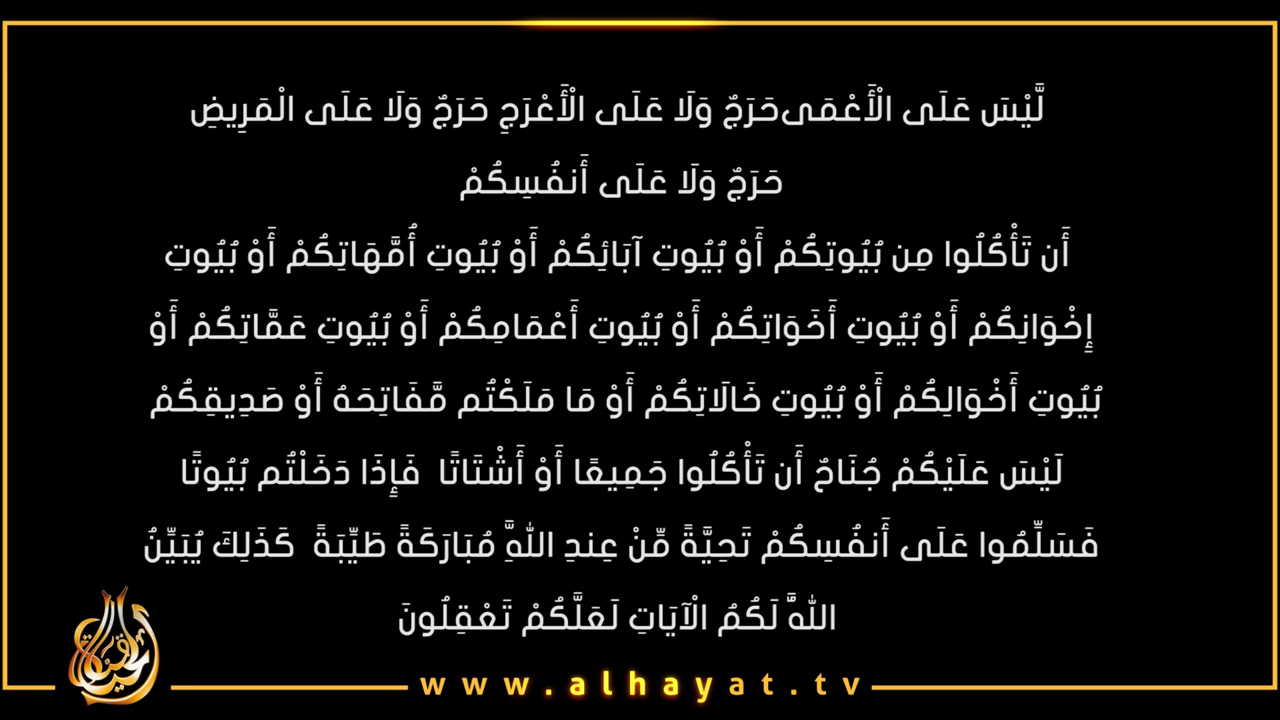 لَّيْسَ عَلَى الْأَعْمَى حَرَجٌ وَلَا عَلَى الْأَعْرَجِ حَرَجٌ وَلَا عَلَى الْمَرِيضِ
حَرَجٌ وَلَا عَلَى أَنفُسِكُمْ
أَن تَأْكُلُوا مِن بُيُوتِكُمْ أَوْ بُيُوتِ آبَائِكُمْ أَوْ بُيُوتِ أُمَّهَاتِكُمْ أَوْ بُيُوتِ
إِخْوَانِكُمْ أَوْ بُيُوتِ أَخَوَاتِكُمْ أَوْ بُيُوتِ أَعْمَامِكُمْ أَوْ بُيُوتِ عَمَّاتِكُمْ أَوْ
بُيُوتِ أَخْوَالِكُمْ أَوْ بُيُوتِ خَالَاتِكُمْ أَوْ مَا مَلَكْتُم مَّفَاتِحَهُ أَوْ صَدِيقِكُمْ
لَيْسَ عَلَيْكُمْ جُنَاحٌ أَن تَأْكُلُوا جَمِيعًا أَوْ أَشْتَاتًا فَإِذَا دَخَلْتُم بُيُوتًا
فَسَلِّمُوا عَلَى أَنفُسِكُمْ تَحِيَّةً مِّنْ عِندِ اللَّهِ مُبَارَكَةً طَيِّبَةً كَذَلِكَ يُبَيِّنُ
اللَّهُ لَكُمُ الْآيَاتِ لَعَلَّكُمْ تَعْقِلُونَ
www.alhayat.tv